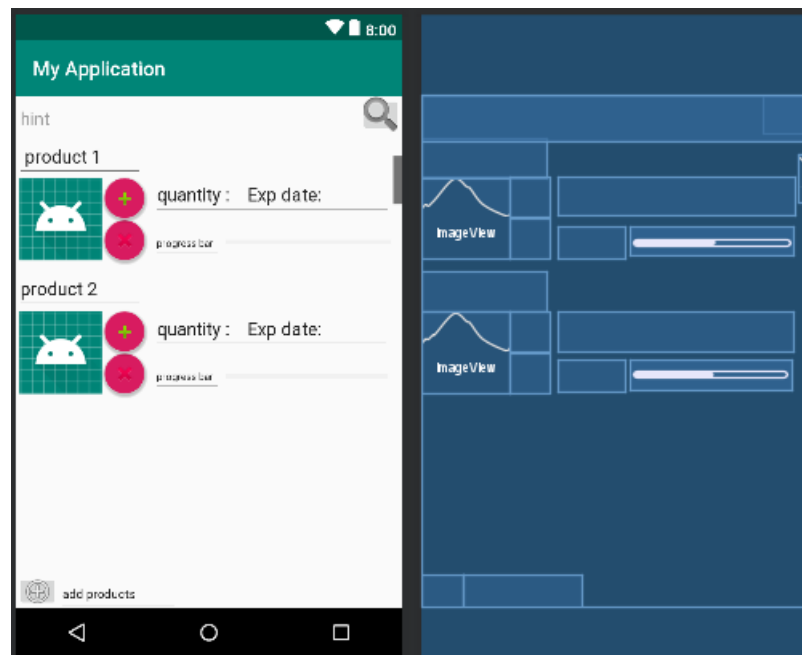 8:00
My Application
hint
product 1
quantity : Exp date:
progress bar
product 2
quantity : Exp date:
progress bar
add products
ImageView
ImageView